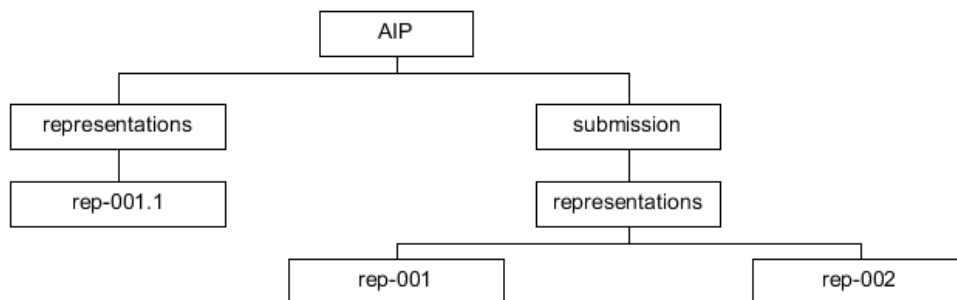 AIP
representations
submission
rep-001.1
representations
rep-001
rep-002